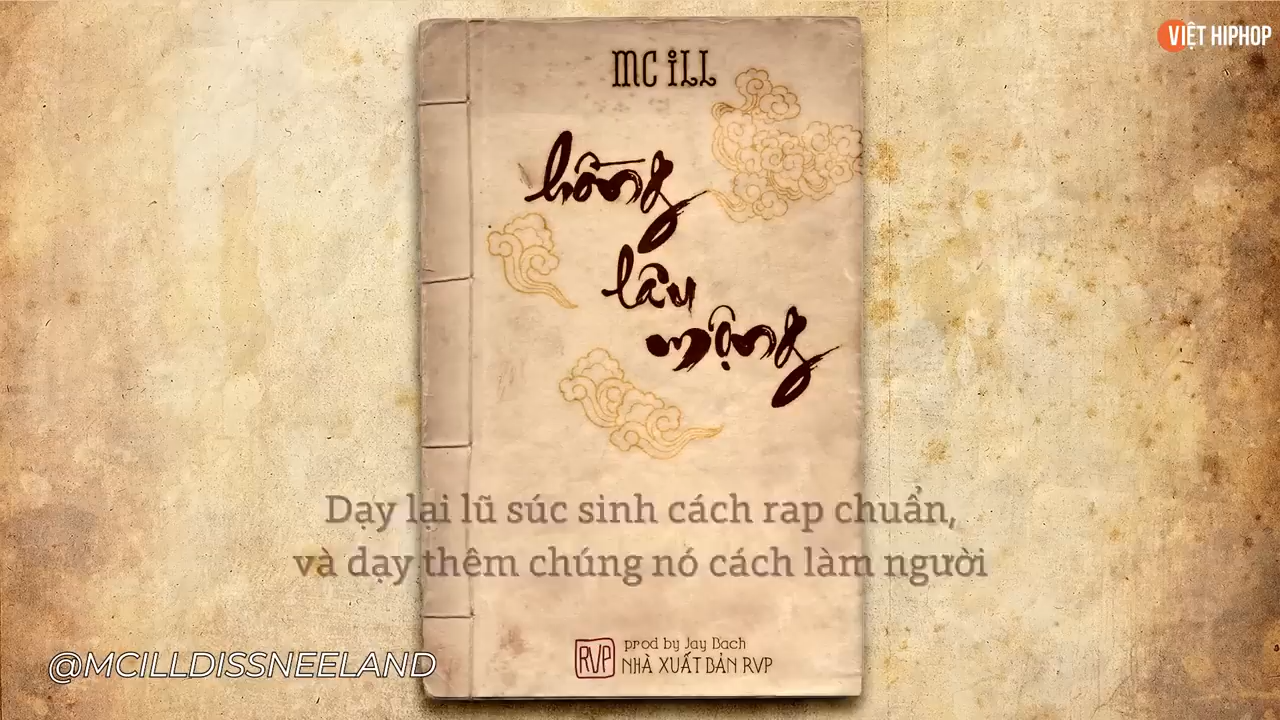 VIỆT HIPHOP
MC iLL
hồng
lâu
mộng
Dạy lại lũ súc sinh cách rap chuẩn,
và dạy thêm chúng nó cách làm người
prod by Jay Bach
RVP
NHÀ XUẤT BẢN RVP
@MCILLDISSNEELAND